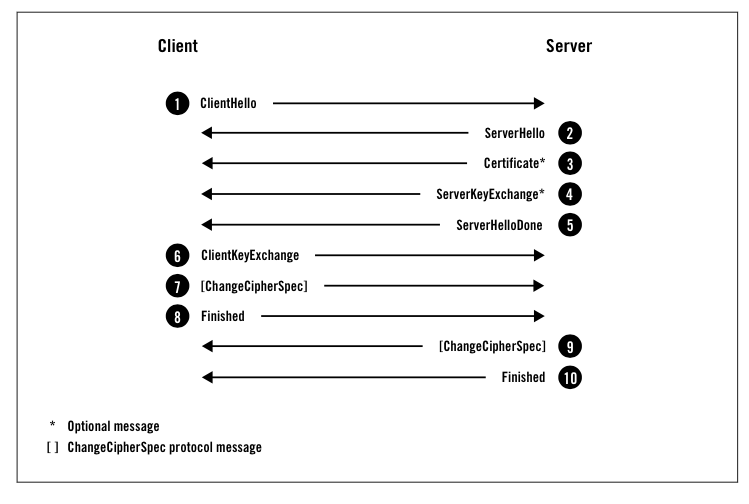 Client Server
1 ClientHello
ServerHello 2
Certificate* 3
ServerKeyExchange* 4
ServerHelloDone 5
6 ClientKeyExchange
7 [ChangeCipherSpec]
8 Finished
[ChangeCipherSpec] 9
Finished 10
* Optional message
[ ] ChangeCipherSpec protocol message